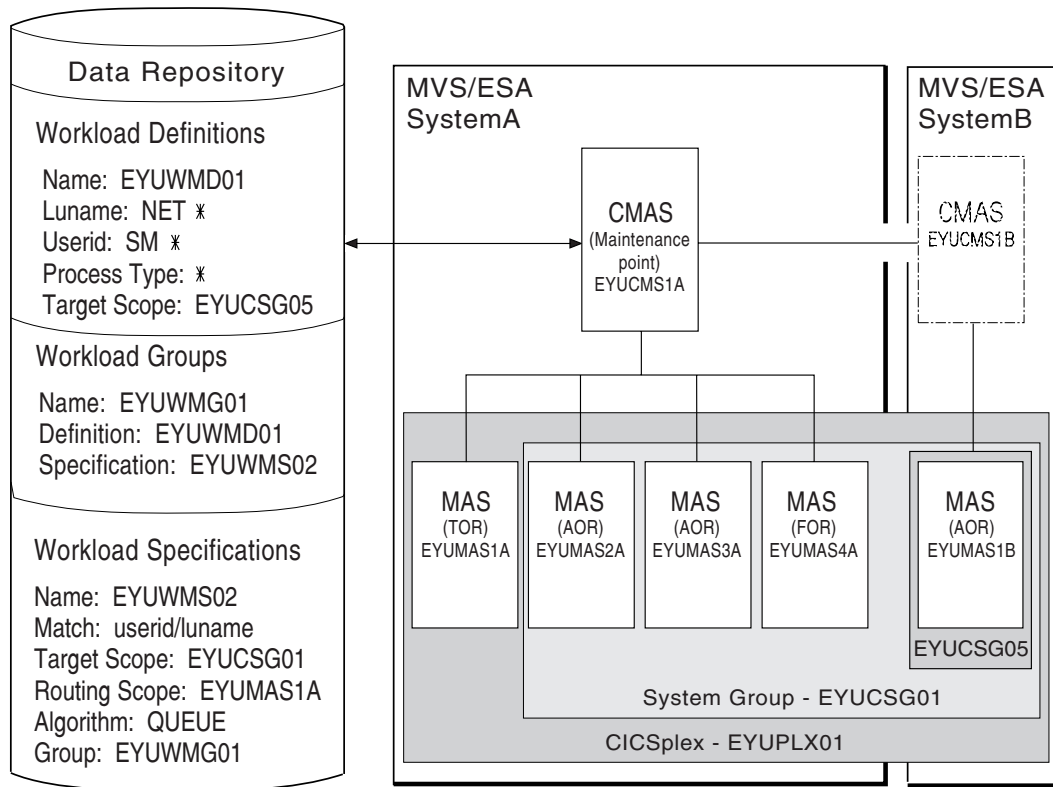 Data Repository
Workload Definitions
Name: EYUWMD01
Luname: NET *
Userid: SM *
Process Type: *
Target Scope: EYUCSG05
Workload Groups
Name: EYUWMG01
Definition: EYUWMD01
Specification: EYUWMS02
Workload Specifications
Name: EYUWMS02
Match: userid/luname
Target Scope: EYUCSG01
Routing Scope: EYUMAS1A
Algorithm: QUEUE
Group: EYUWMG01
MVS/ESA
SystemA
CMAS
(Maintenance
point)
EYUCMS1A
MVS/ESA
SystemB
CMAS
EYUCMS1B
MAS
(TOR)
EYUMAS1A
MAS
(AOR)
EYUMAS2A
MAS
(AOR)
EYUMAS3A
MAS
(FOR)
EYUMAS4A
MAS
(AOR)
EYUMAS1B
EYUCSG05
System Group - EYUCSG01
CICSplex - EYUPLX01